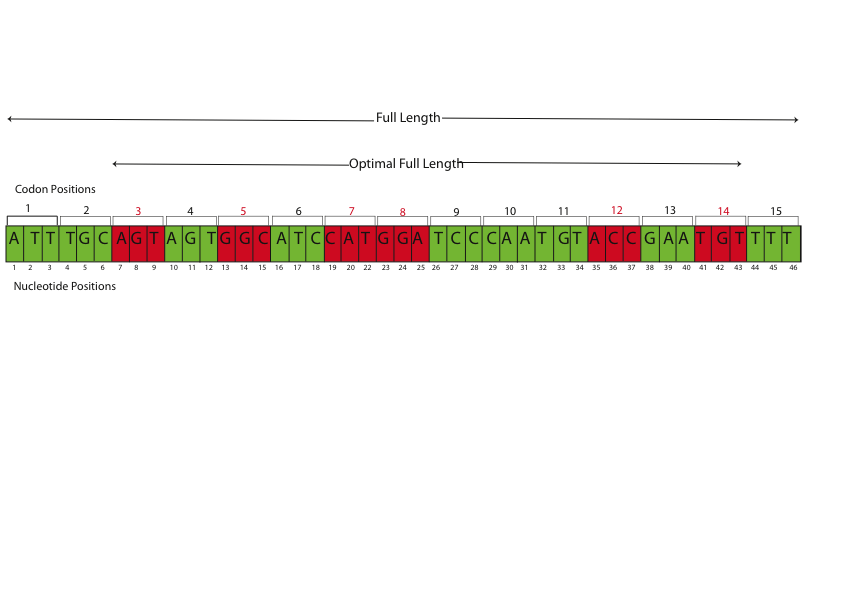 Full Length
Optimal Full Length
Codon Positions
1 2 3 4 5 6 7 8 9 10 11 12 13 14 15
A T T T G C A G T A G T G G C A T C C A T G G A T C C C A A T G T A C C G A A T G T T T T
1 2 3 4 5 6 7 8 9 10 11 12 13 14 15 16 17 18 19 20 22 23 24 25 26 27 28 29 30 31 32 33 34 35 36 37 38 39 40 41 42 43 44 45 46
Nucleotide Positions